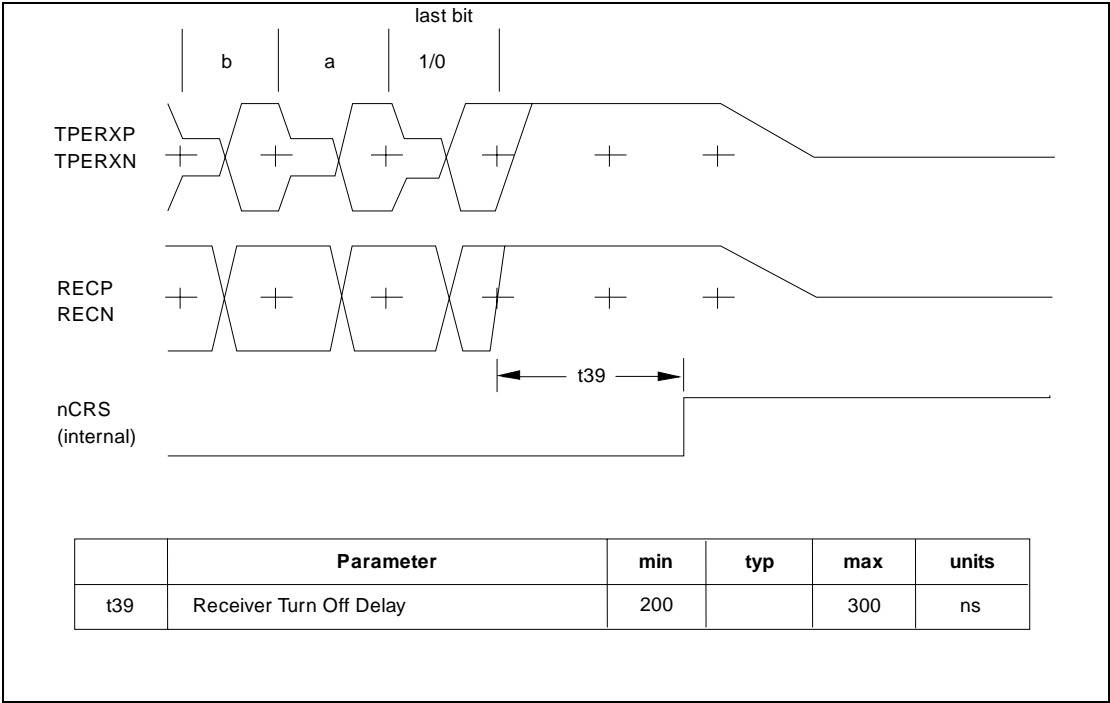 last bit
b a 1/0
TPERXP
TPERXN
RECP
RECN
t39
nCRS
(internal)
Parameter min typ max units
t39 Receiver Turn Off Delay 200 300 ns